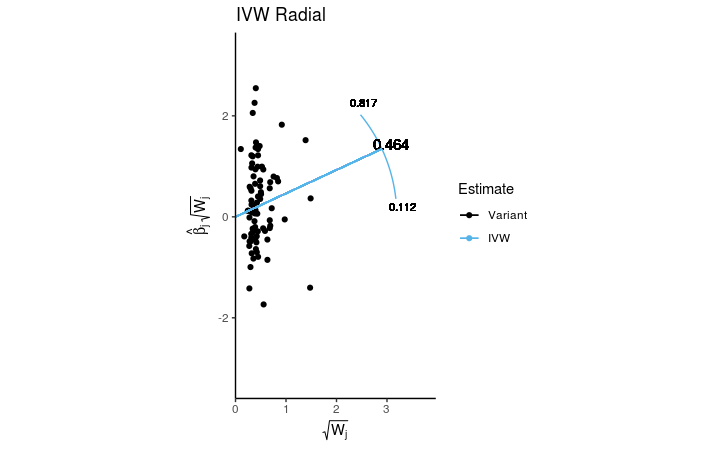 IVW Radial
0.817
0.464
0.112
2
0
-2
β̂j√Wj
0
1
2
3
√Wj
Estimate
Variant
IVW